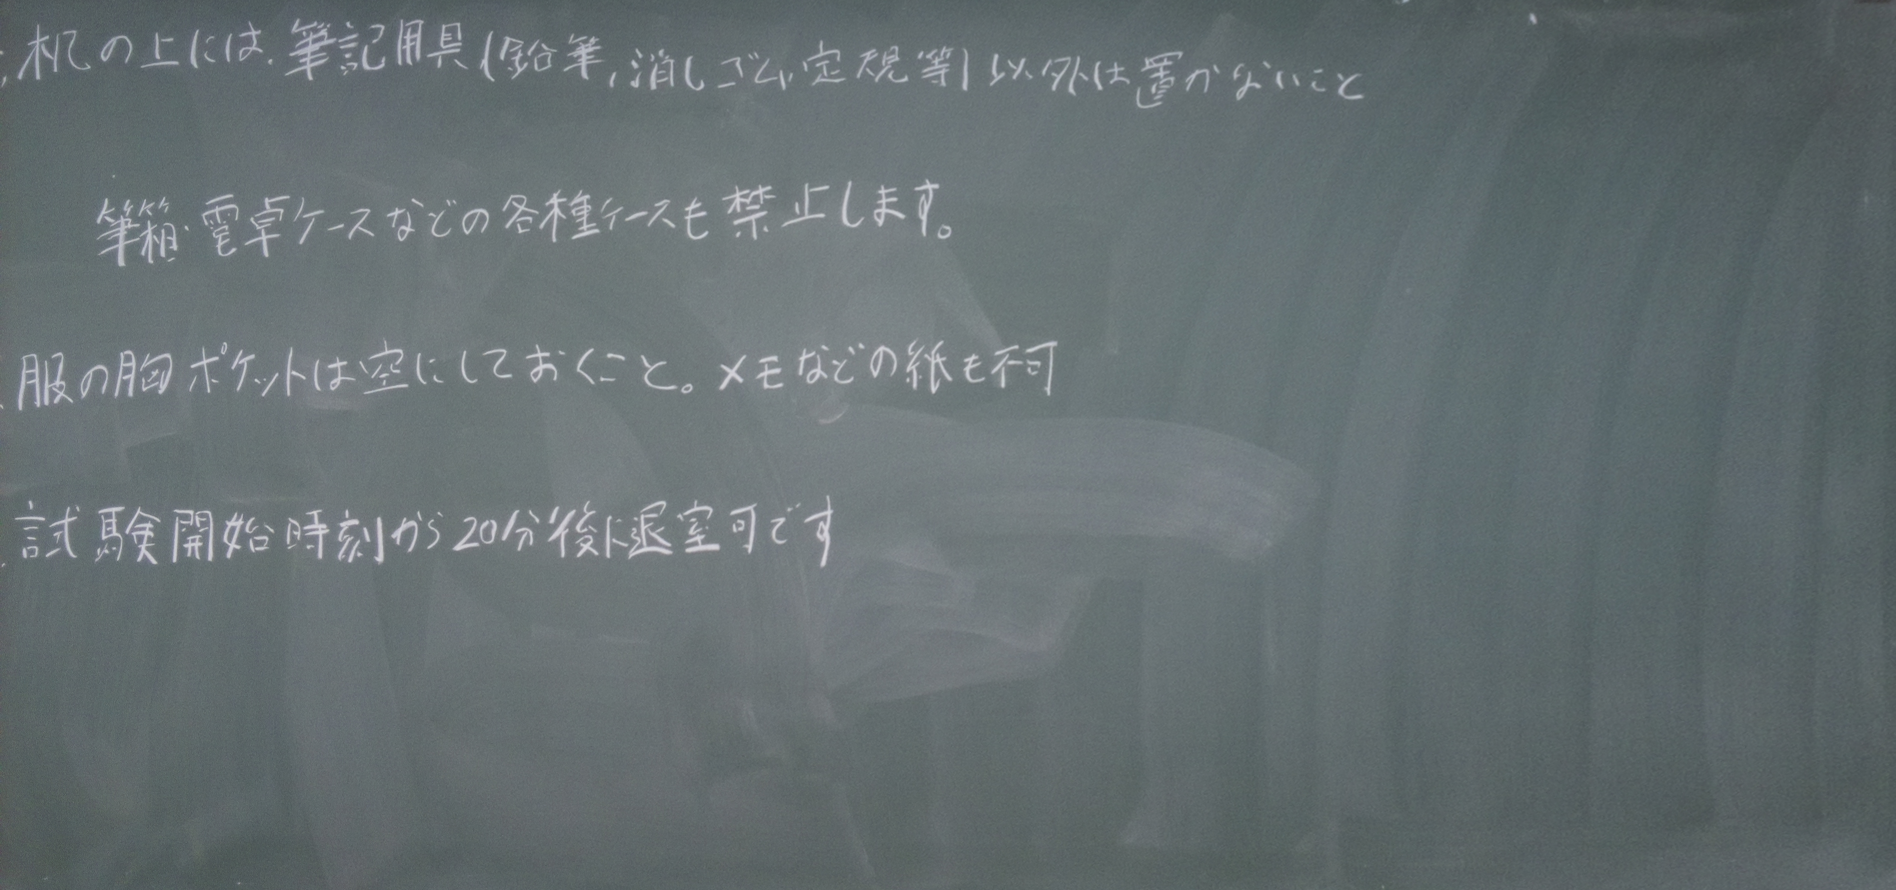 ・机の上には、筆記用具(鉛筆,消しゴム,定規等)以外は置かないこと
筆箱・電卓ケースなどの各種ケースも禁止します。
・服の胸ポケットは空にしておくこと。メモなどの紙も不可
・試験開始時刻から20分後に退室可です